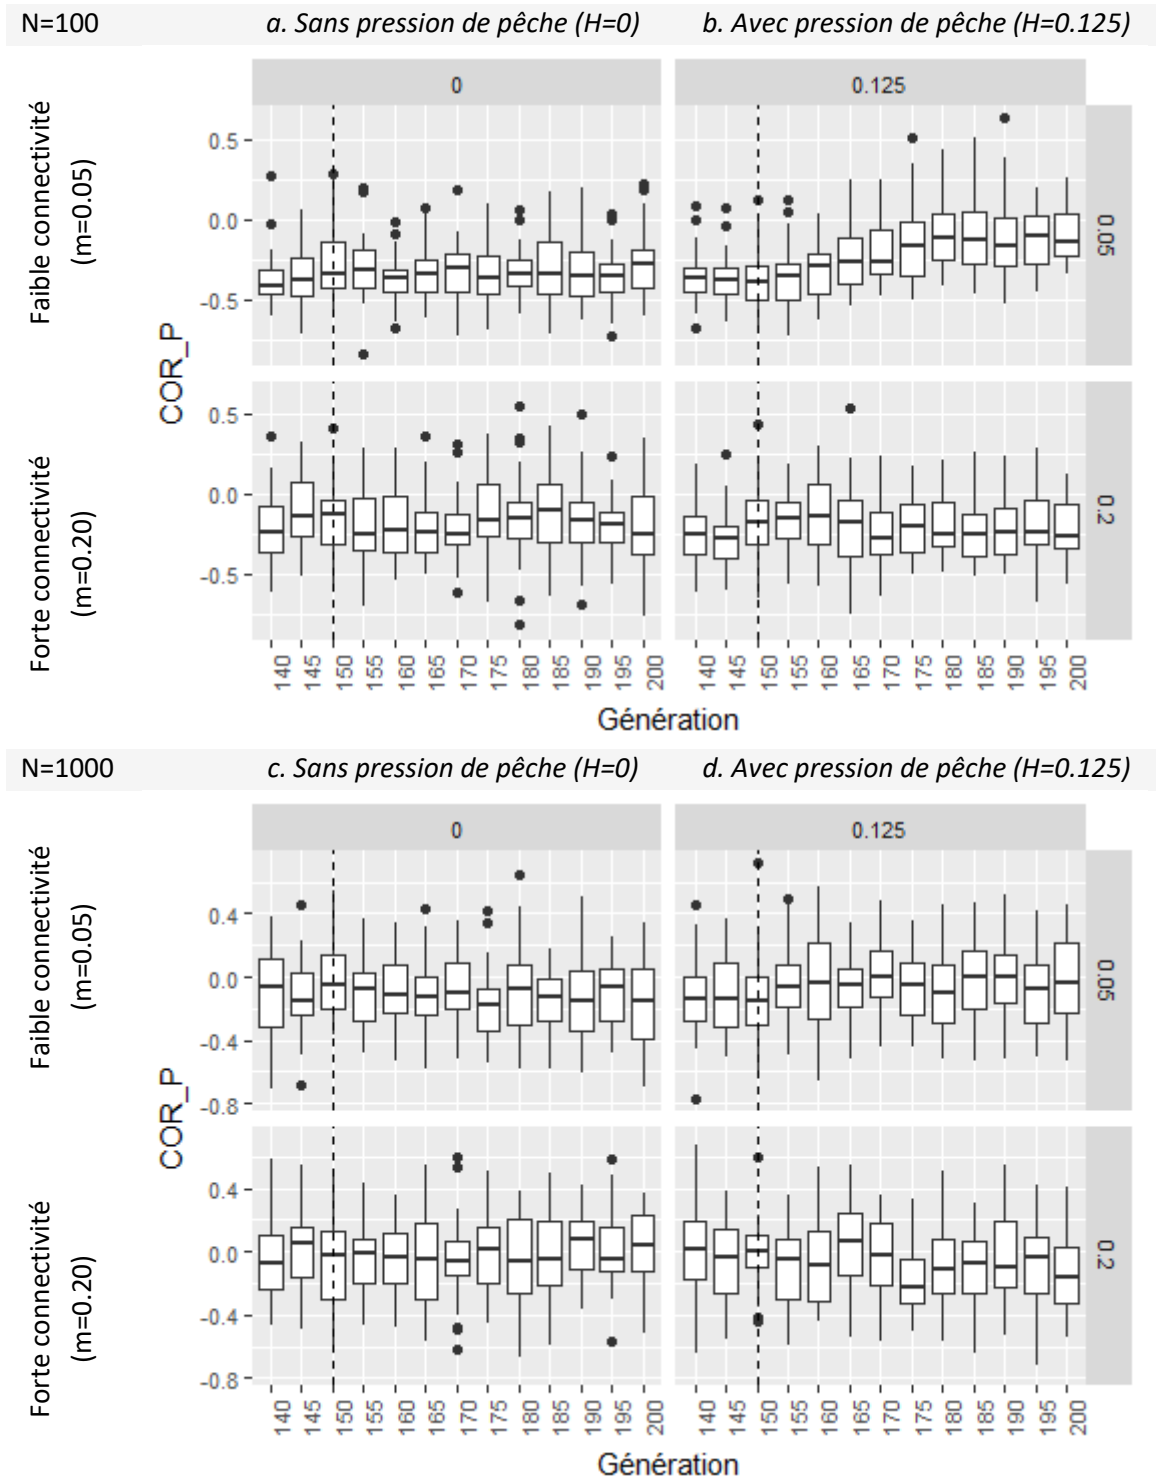 N=100 a. Sans pression de pêche (H=0) b. Avec pression de pêche (H=0.125)
0 0.125
Faible connectivité
(m=0.05)
0.5
0.0
-0.5
0.05
COR_P
Forte connectivité
(m=0.20)
0.5
0.0
-0.5
0.2
140 145 150 155 160 165 170 175 180 185 190 195 200 140 145 150 155 160 165 170 175 180 185 190 195 200
Génération
N=1000 c. Sans pression de pêche (H=0) d. Avec pression de pêche (H=0.125)
0 0.125
Faible connectivité
(m=0.05)
0.4
0.0
-0.4
-0.8
0.05
COR_P
Forte connectivité
(m=0.20)
0.4
0.0
-0.4
-0.8
0.2
140 145 150 155 160 165 170 175 180 185 190 195 200 140 145 150 155 160 165 170 175 180 185 190 195 200
Génération